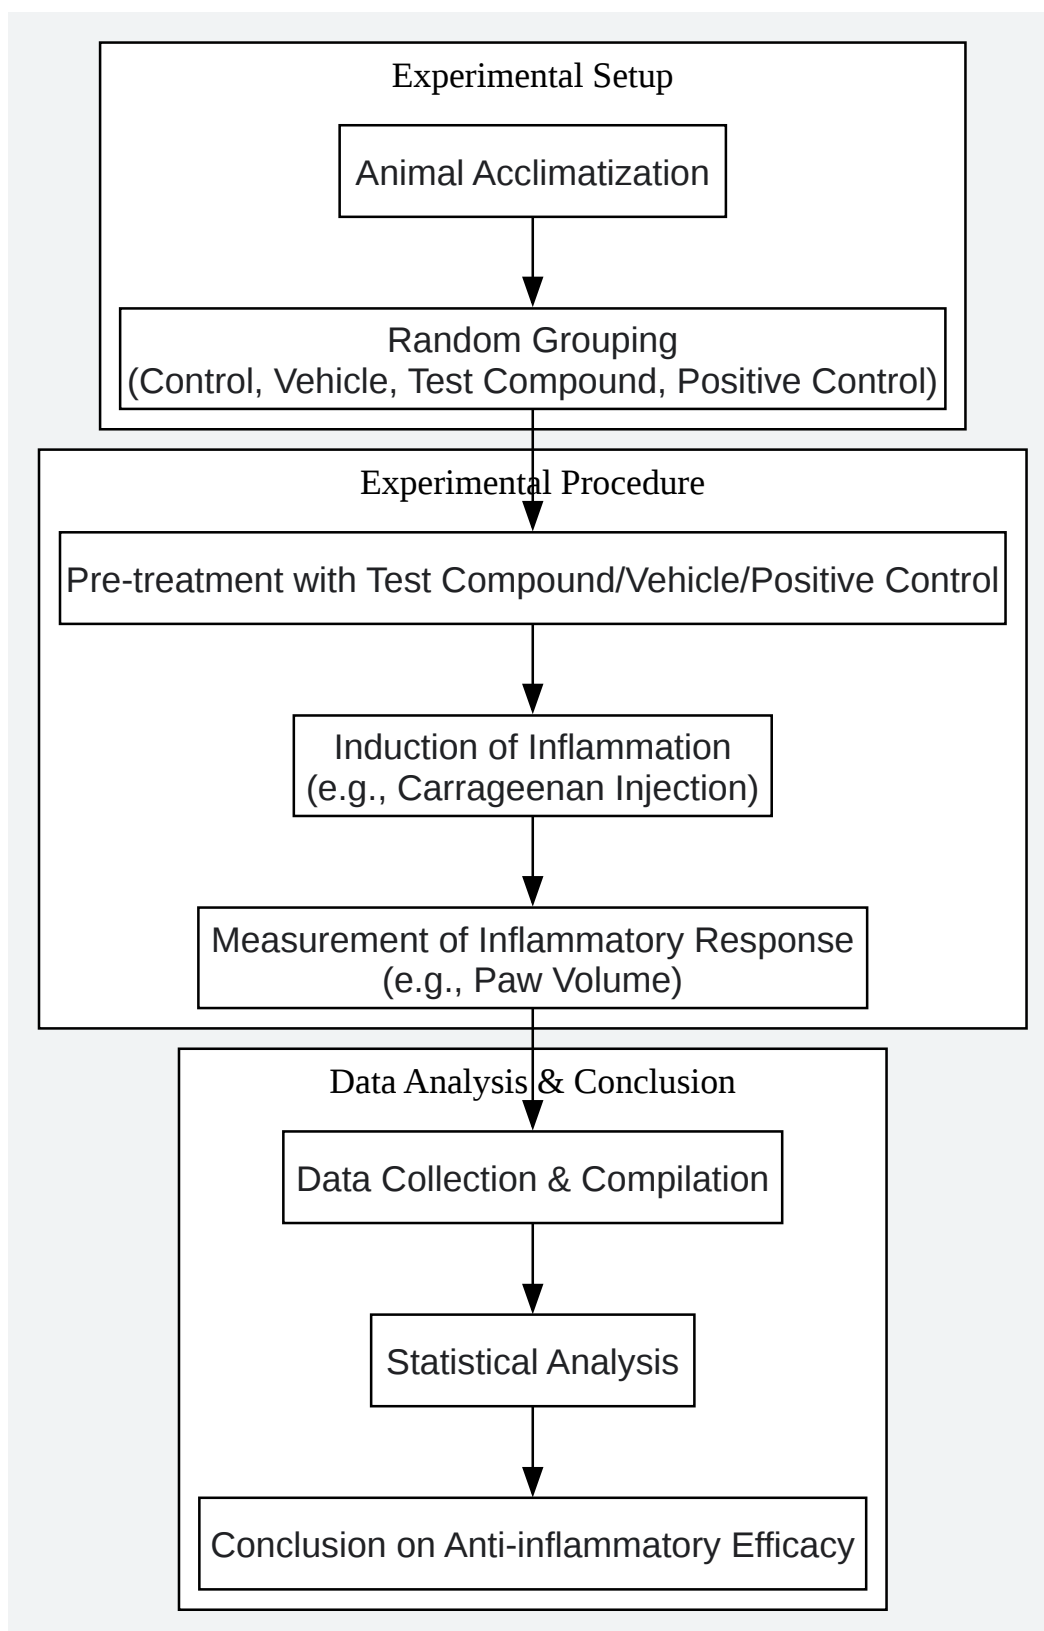 Experimental Setup
Animal Acclimatization
Random Grouping
(Control, Vehicle, Test Compound, Positive Control)
Experimental Procedure
Pre-treatment with Test Compound/Vehicle/Positive Control
Induction of Inflammation
(e.g., Carrageenan Injection)
Measurement of Inflammatory Response
(e.g., Paw Volume)
Data Analysis & Conclusion
Data Collection & Compilation
Statistical Analysis
Conclusion on Anti-inflammatory Efficacy